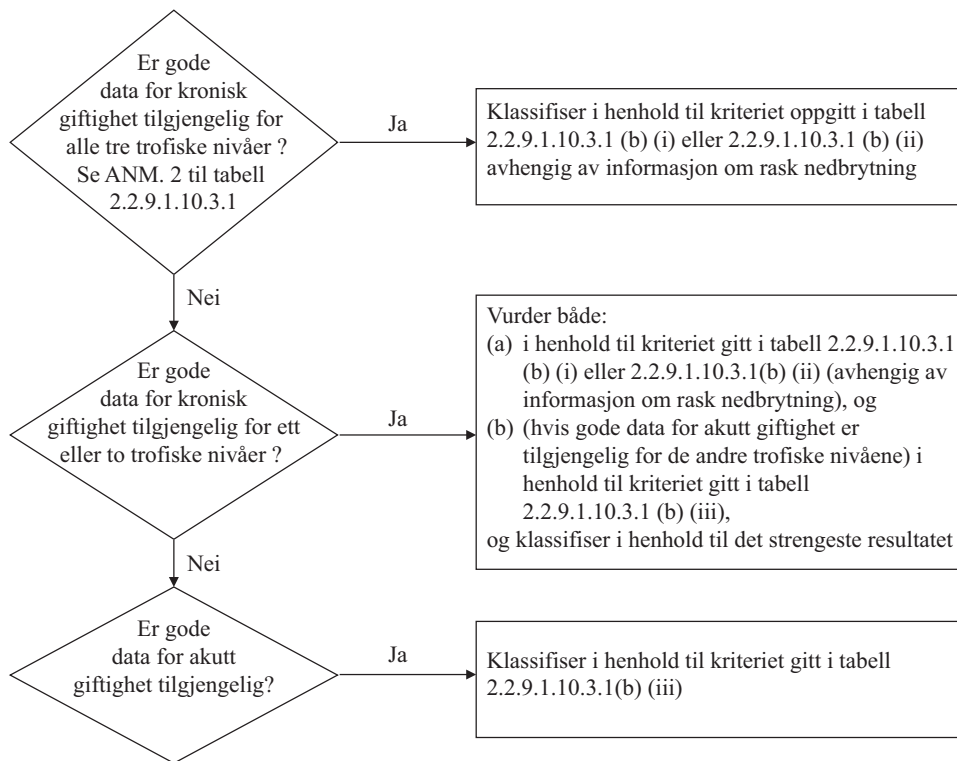 Er gode
data for kronisk
giftighet tilgjengelig for
alle tre trofiske nivåer ?
Se ANM. 2 til tabell
2.2.9.1.10.3.1
Ja
Klassifiser i henhold til kriteriet oppgitt i tabell
2.2.9.1.10.3.1 (b) (i) eller 2.2.9.1.10.3.1 (b) (ii)
avhengig av informasjon om rask nedbrytning
Nei
Er gode
data for kronisk
giftighet tilgjengelig for ett
eller to trofiske nivåer ?
Ja
Vurder både:
(a) i henhold til kriteriet gitt i tabell 2.2.9.1.10.3.1
(b) (i) eller 2.2.9.1.10.3.1(b) (ii) (avhengig av
informasjon om rask nedbrytning), og
(b) (hvis gode data for akutt giftighet er
tilgjengelig for de andre trofiske nivåene) i
henhold til kriteriet gitt i tabell
2.2.9.1.10.3.1 (b) (iii),
og klassifiser i henhold til det strengeste resultatet
Nei
Er gode
data for akutt
giftighet tilgjengelig?
Ja
Klassifiser i henhold til kriteriet gitt i tabell
2.2.9.1.10.3.1(b) (iii)